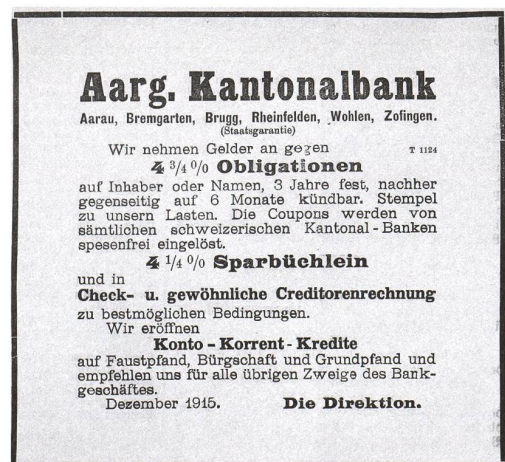 Aarg. Kantonalbank
Aarau, Bremgarten, Brugg, Rheinfelden, Wohlen, Zofingen.
(Staatsgarantie)
Wir nehmen Gelder an gegen T 1124
4 3/4 % Obligationen
auf Inhaber oder Namen, 3 Jahre fest, nachher
gegenseitig auf 6 Monate kündbar. Stempel
zu unsern Lasten. Die Coupons werden von
sämtlichen schweizerischen Kantonal-Banken
spesenfrei eingelöst.
4 1/4 % Sparbüchlein
und in
Check- u. gewöhnliche Creditorenrechnung
zu bestmöglichen Bedingungen.
Wir eröffnen
Konto-Korrent-Kredite
auf Faustpfand, Bürgschaft und Grundpfand und
empfehlen uns für alle übrigen Zweige des Bank-
geschäftes.
Dezember 1915. Die Direktion.